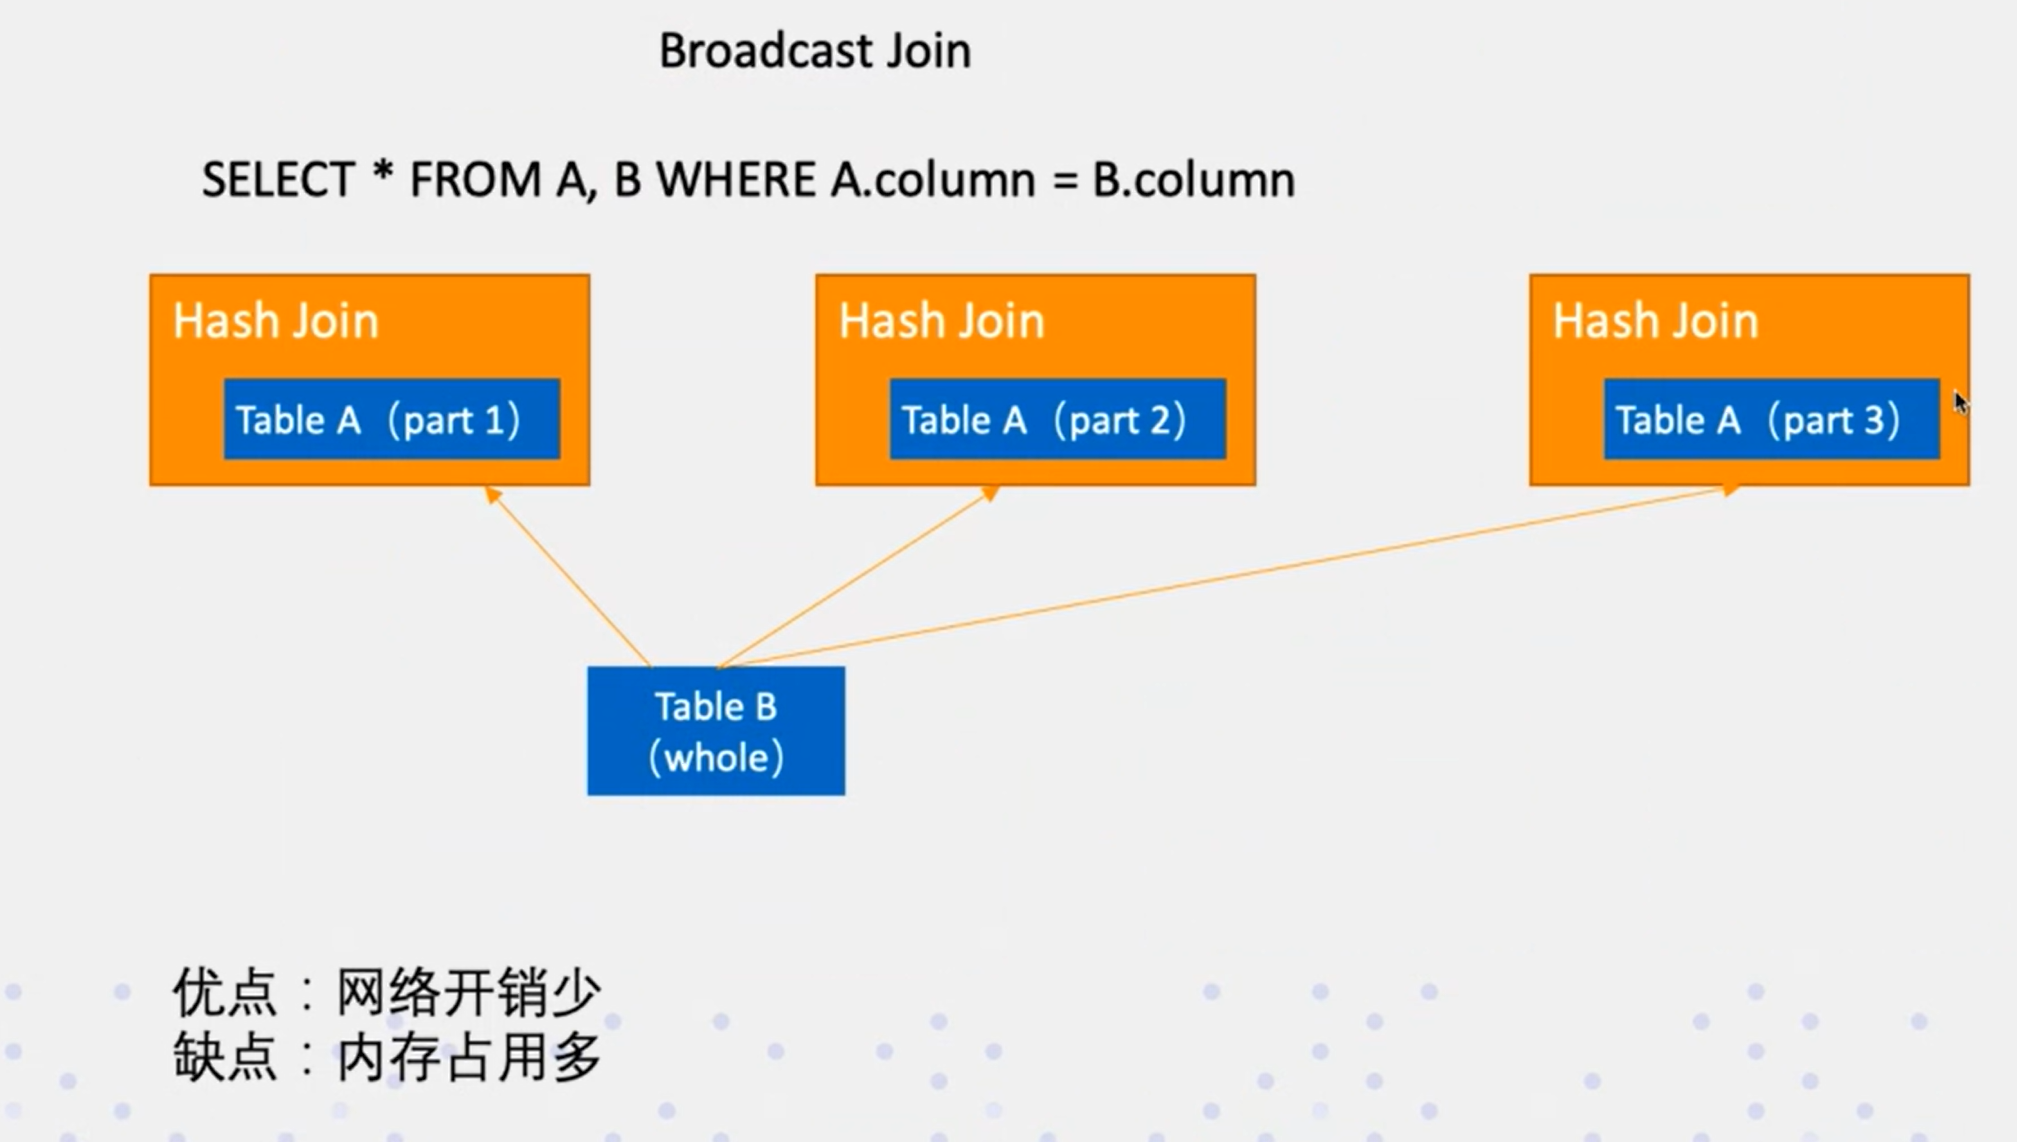 Broadcast Join
SELECT * FROM A, B WHERE A.column = B.column
Hash Join
Table A（part 1）
Hash Join
Table A（part 2）
Hash Join
Table A（part 3）
Table B
（whole）
优点：网络开销少
缺点：内存占用多